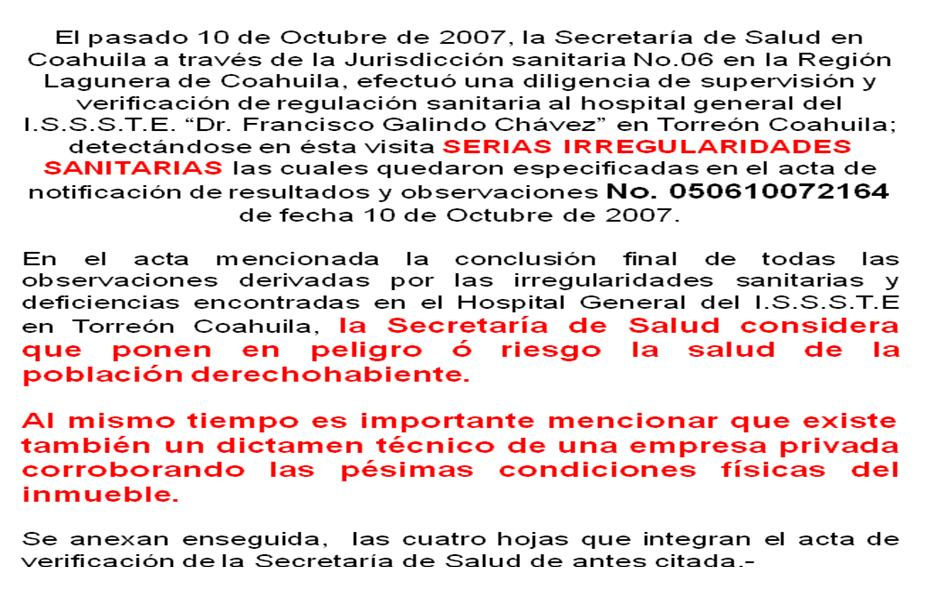 El pasado 10 de Octubre de 2007, la Secretaría de Salud en
Coahuila a través de la Jurisdicción sanitaria No.06 en la Región
Lagunera de Coahuila, efectuó una diligencia de supervisión y
verificación de regulación sanitaria al hospital general del
I.S.S.S.T.E. “Dr. Francisco Galindo Chávez” en Torreón Coahuila;
detectándose en ésta visita SERIAS IRREGULARIDADES
SANITARIAS las cuales quedaron especificadas en el acta de
notificación de resultados y observaciones No. 050610072164
de fecha 10 de Octubre de 2007.
En el acta mencionada la conclusión final de todas las
observaciones derivadas por las irregularidades sanitarias y
deficiencias encontradas en el Hospital General del I.S.S.S.T.E
en Torreón Coahuila, la Secretaría de Salud considera
que ponen en peligro ó riesgo la salud de la
población derechohabiente.
Al mismo tiempo es importante mencionar que existe
también un dictamen técnico de una empresa privada
corroborando las pésimas condiciones físicas del
inmueble.
Se anexan enseguida, las cuatro hojas que integran el acta de
verificación de la Secretaría de Salud de antes citada.-